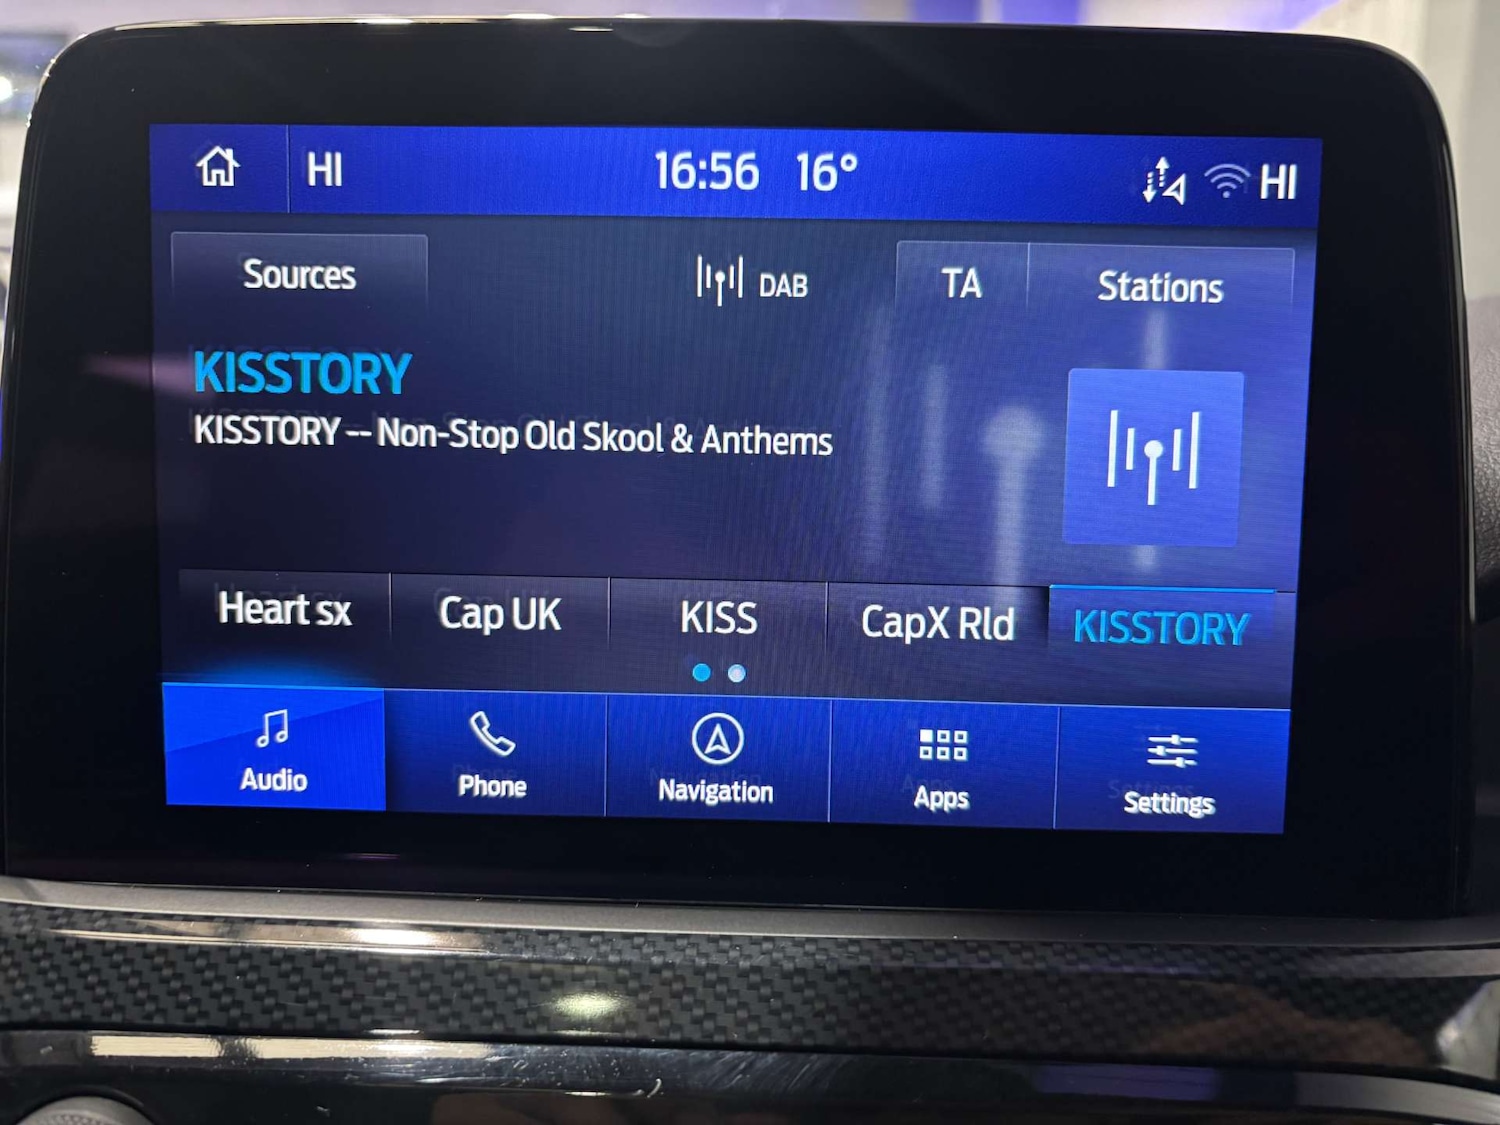 HI 16:56 16° HI
Sources DAB TA Stations
KISSTORY
KISSTORY -- Non-Stop Old Skool & Anthems
Heart sx Cap UK KISS CapX Rld KISSTORY
Audio Phone Navigation Apps Settings